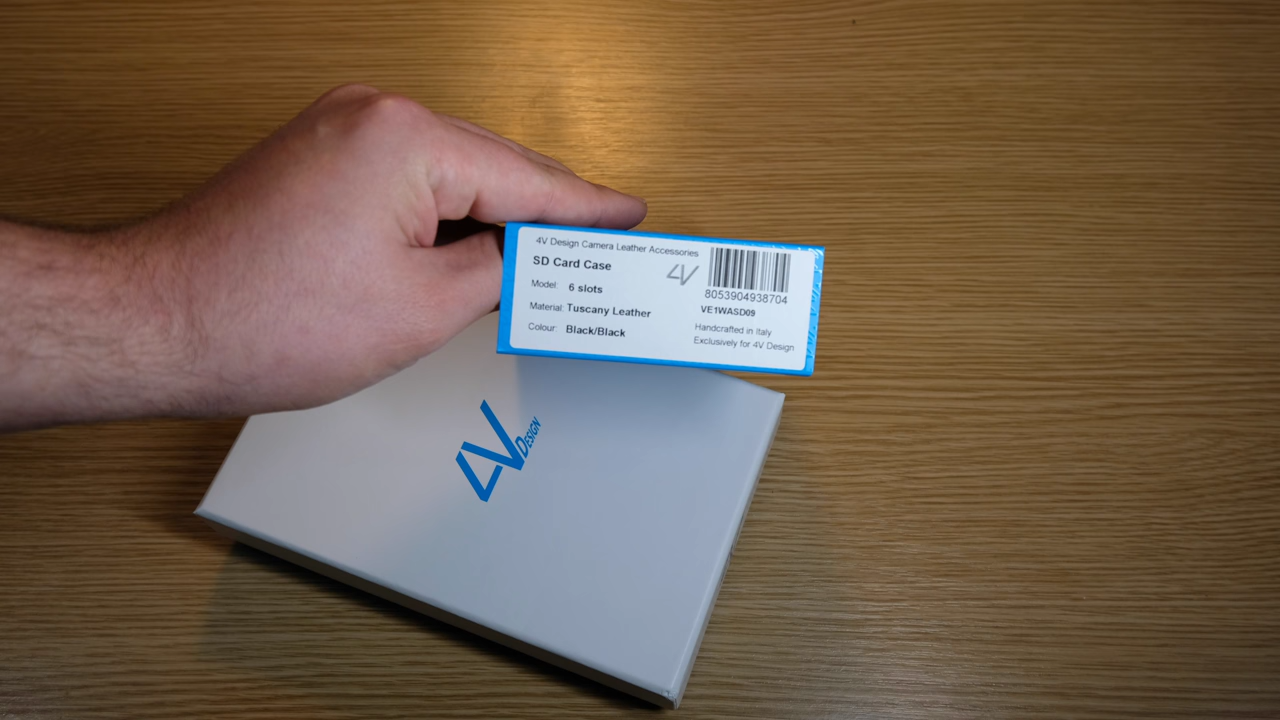 4V Design Camera Leather Accessories
SD Card Case
4V
Model: 6 slots
Material: Tuscany Leather
Colour: Black/Black
8053904938704
VE1WASD09
Handcrafted in Italy
Exclusively for 4V Design
4V DESIGN